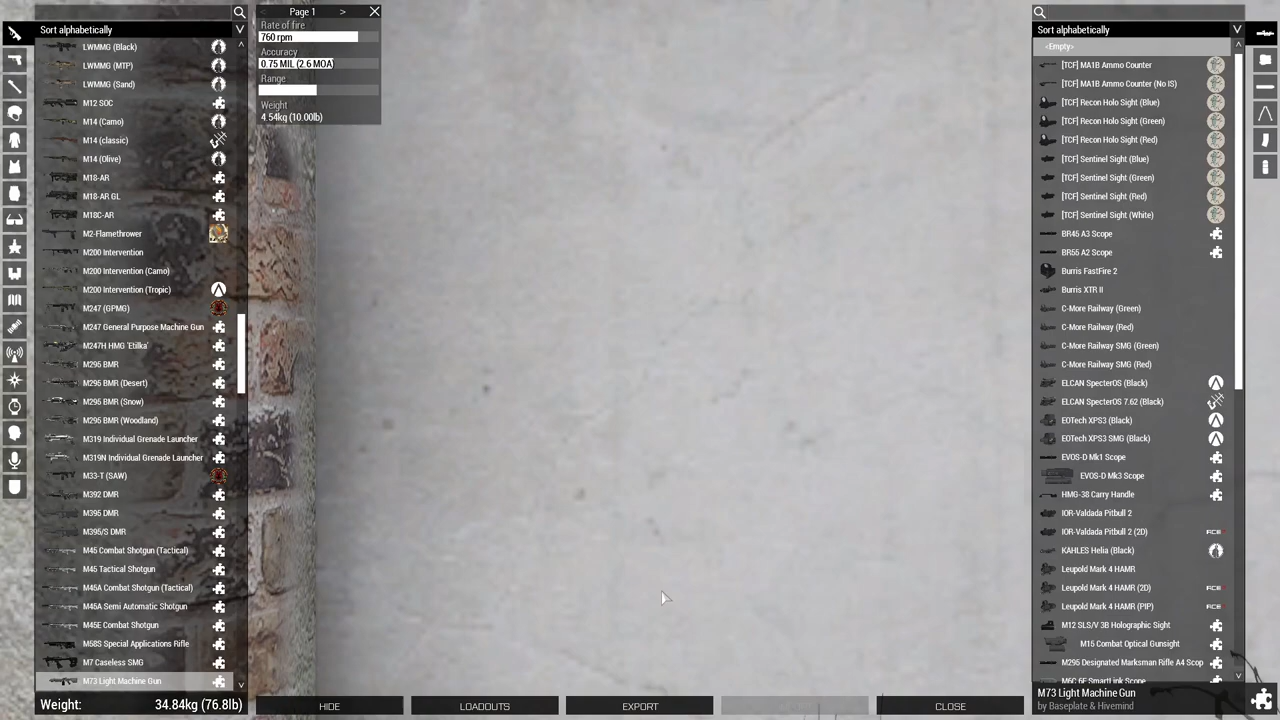 Sort alphabetically
LWMMG (Black)
LWMMG (MTP)
LWMMG (Sand)
M12 SOC
M14 (Camo)
M14 (classic)
M14 (Olive)
M18-AR
M18-AR GL
M18C-AR
M2-Flamethrower
M200 Intervention
M200 Intervention (Camo)
M200 Intervention (Tropic)
M247 (GPMG)
M247 General Purpose Machine Gun
M247H HMG 'Etilka'
M295 BMR
M295 BMR (Desert)
M295 BMR (Snow)
M295 BMR (Woodland)
M319 Individual Grenade Launcher
M319N Individual Grenade Launcher
M33-T (SAW)
M392 DMR
M395 DMR
M395/S DMR
M45 Combat Shotgun (Tactical)
M45 Tactical Shotgun
M45A Combat Shotgun (Tactical)
M45A Semi Automatic Shotgun
M45E Combat Shotgun
M58S Special Applications Rifle
M7 Caseless SMG
M73 Light Machine Gun
Weight: 34.84kg (76.8lb)
< Page 1 >
Rate of fire
760 rpm
Accuracy
0.75 MIL (2.6 MOA)
Range
Weight
4.54kg (10.00lb)
HIDE
LOADOUTS
EXPORT
CLOSE
Sort alphabetically
<Empty>
[TCF] MA1B Ammo Counter
[TCF] MA1B Ammo Counter (No IS)
[TCF] Recon Holo Sight (Blue)
[TCF] Recon Holo Sight (Green)
[TCF] Recon Holo Sight (Red)
[TCF] Sentinel Sight (Blue)
[TCF] Sentinel Sight (Green)
[TCF] Sentinel Sight (Red)
[TCF] Sentinel Sight (White)
BR45 A3 Scope
BR55 A2 Scope
Burris FastFire 2
Burris XTR II
C-More Railway (Green)
C-More Railway (Red)
C-More Railway SMG (Green)
C-More Railway SMG (Red)
ELCAN SpecterOS (Black)
ELCAN SpecterOS 7.62 (Black)
EOTech XPS3 (Black)
EOTech XPS3 SMG (Black)
EVOS-D Mk1 Scope
EVOS-D Mk3 Scope
HMG-38 Carry Handle
IOR-Valdada Pitbull 2
IOR-Valdada Pitbull 2 (2D)
KAHLES Helia (Black)
Leupold Mark 4 HAMR
Leupold Mark 4 HAMR (2D)
Leupold Mark 4 HAMR (PIP)
M12 SLS/V 3B Holographic Sight
M15 Combat Optical Gunsight
M295 Designated Marksman Rifle A4 Scop
M6C 6E SmartLink Scope
M73 Light Machine Gun
by Baseplate & Hivemind